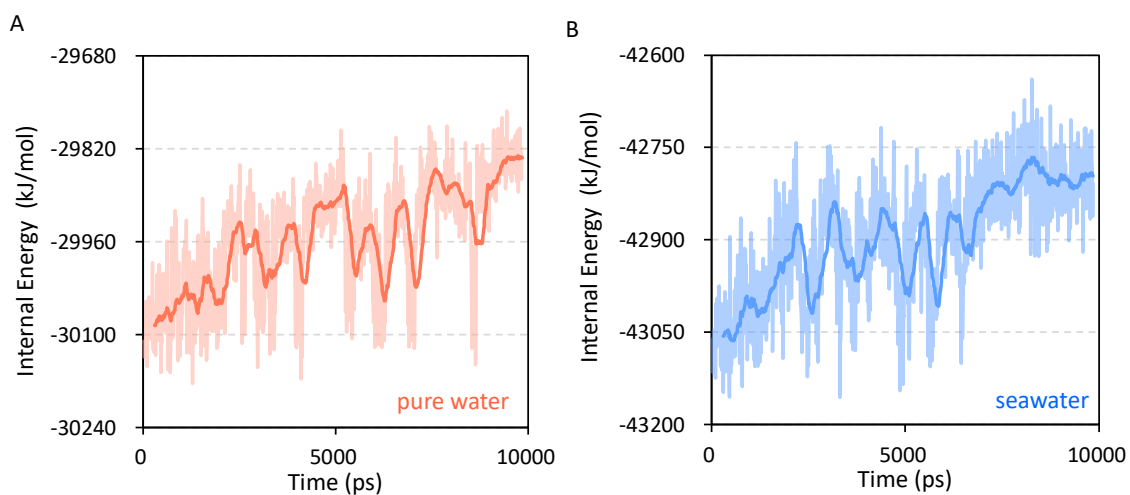 A
Internal Energy (kJ/mol)
-29680
-29820
-29960
-30100
-30240
pure water
0
5000
10000
Time (ps)
B
Internal Energy (kJ/mol)
-42600
-42750
-42900
-43050
-43200
seawater
0
5000
10000
Time (ps)